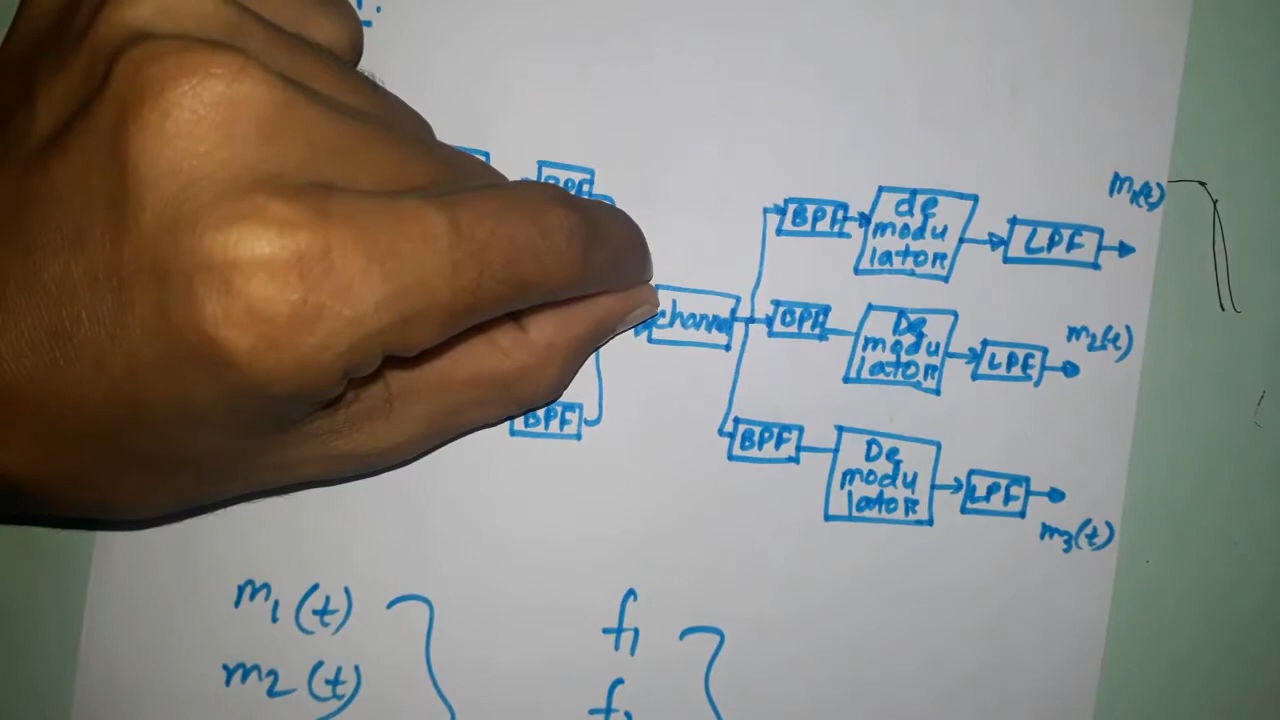 BPF
BPF
channel
BPF
de
modu
lator
LPF
m1(t)
BPF
De
modu
lator
LPF
m2(t)
BPF
De
modu
lator
LPF
m3(t)
m1(t)
m2(t)
f1